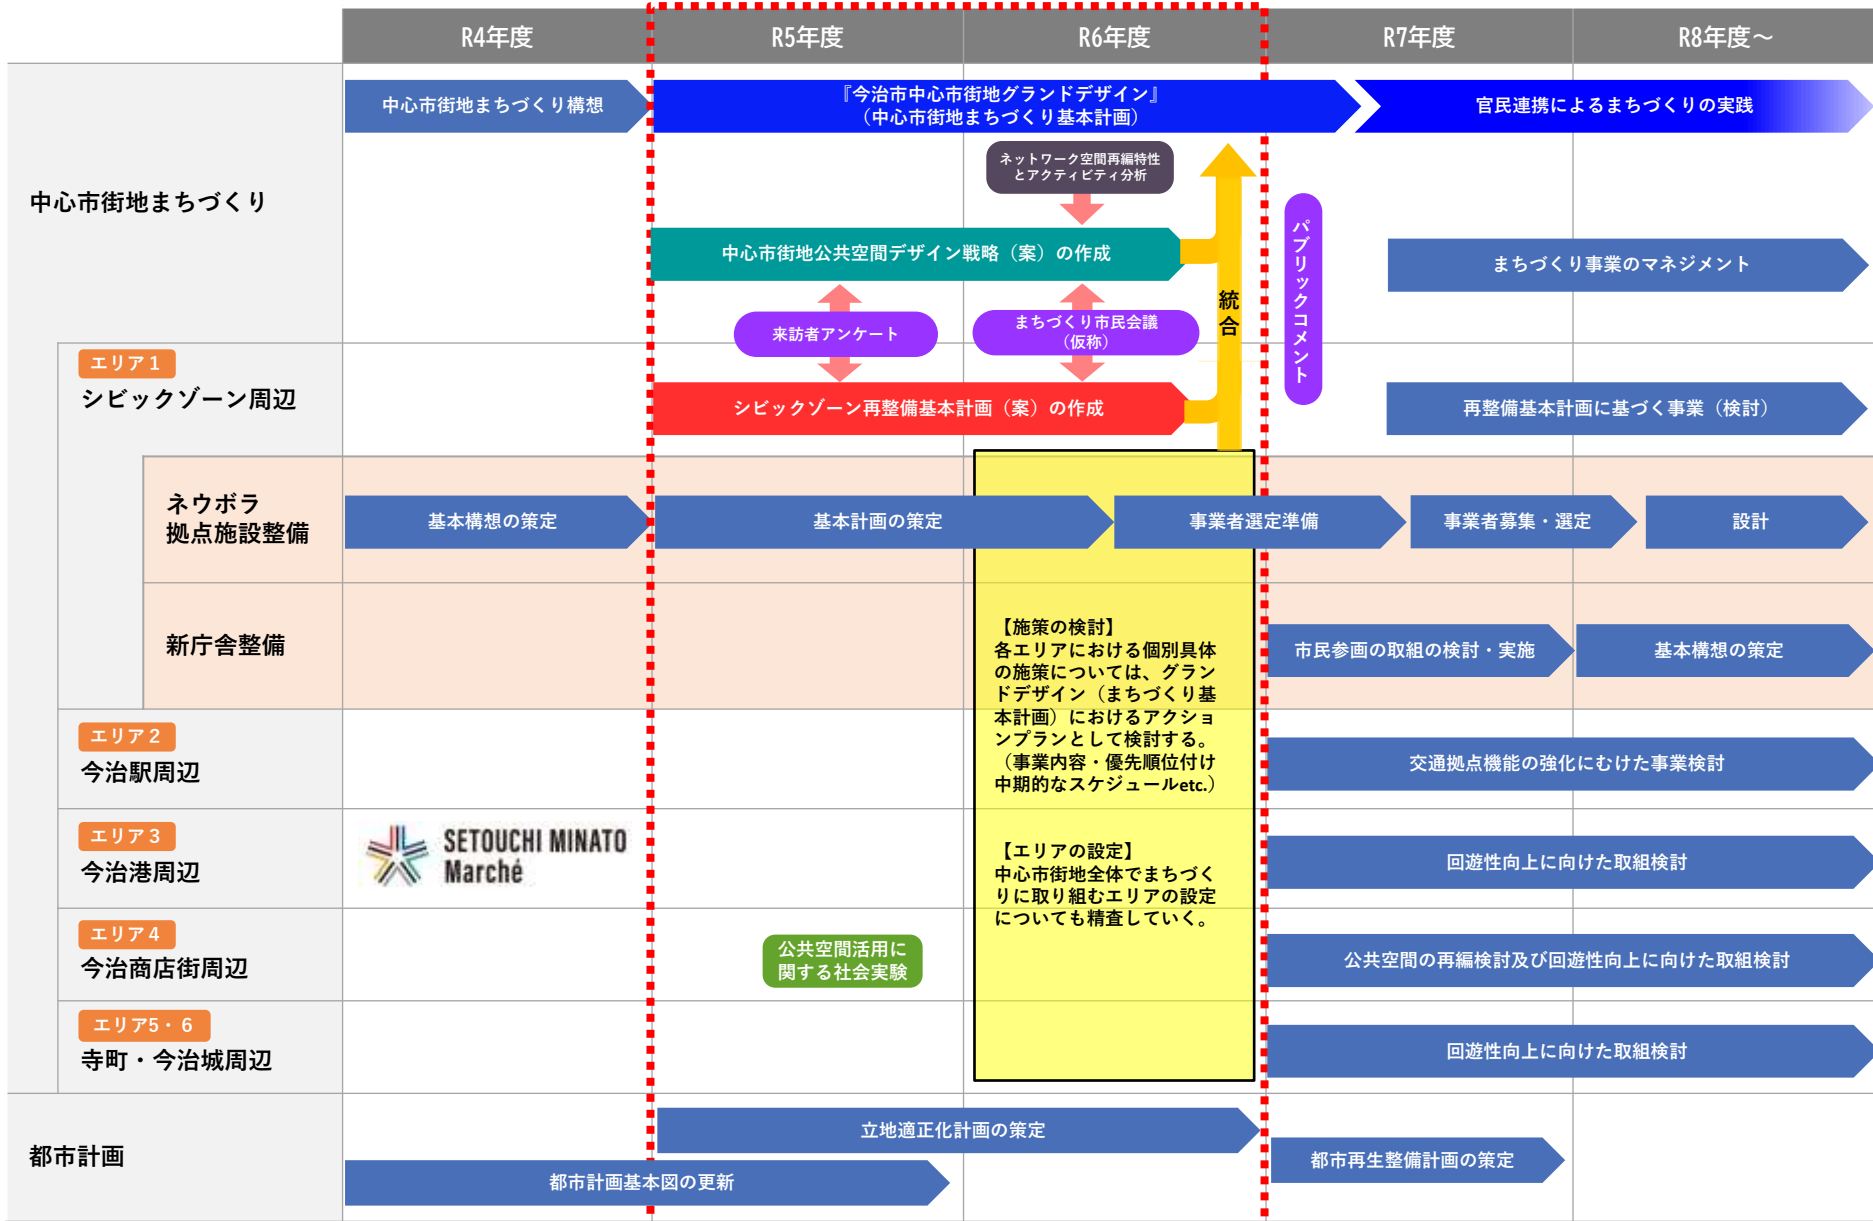 R4年度
R5年度
R6年度
R7年度
R8年度～
中心市街地まちづくり
中心市街地まちづくり構想
『今治市中心市街地グランドデザイン』
（中心市街地まちづくり基本計画）
官民連携によるまちづくりの実践
ネットワーク空間再編特性
とアクティビティ分析
中心市街地公共空間デザイン戦略（案）の作成
まちづくり事業のマネジメント
パブリックコメント
統合
来訪者アンケート
まちづくり市民会議
（仮称）
エリア1
シビックゾーン周辺
シビックゾーン再整備基本計画（案）の作成
再整備基本計画に基づく事業（検討）
ネウボラ
拠点施設整備
基本構想の策定
基本計画の策定
事業者選定準備
事業者募集・選定
設計
新庁舎整備
市民参画の取組の検討・実施
基本構想の策定
【施策の検討】
各エリアにおける個別具体
の施策については、グラン
ドデザイン（まちづくり基
本計画）におけるアクショ
ンプランとして検討する。
（事業内容・優先順位付け
中期的なスケジュールetc.）
【エリアの設定】
中心市街地全体でまちづく
りに取り組むエリアの設定
についても精査していく。
エリア2
今治駅周辺
交通拠点機能の強化にむけた事業検討
エリア3
今治港周辺
SETOUCHI MINATO
Marché
回遊性向上に向けた取組検討
エリア4
今治商店街周辺
公共空間活用に
関する社会実験
公共空間の再編検討及び回遊性向上に向けた取組検討
エリア5・6
寺町・今治城周辺
回遊性向上に向けた取組検討
都市計画
立地適正化計画の策定
都市計画基本図の更新
都市再生整備計画の策定